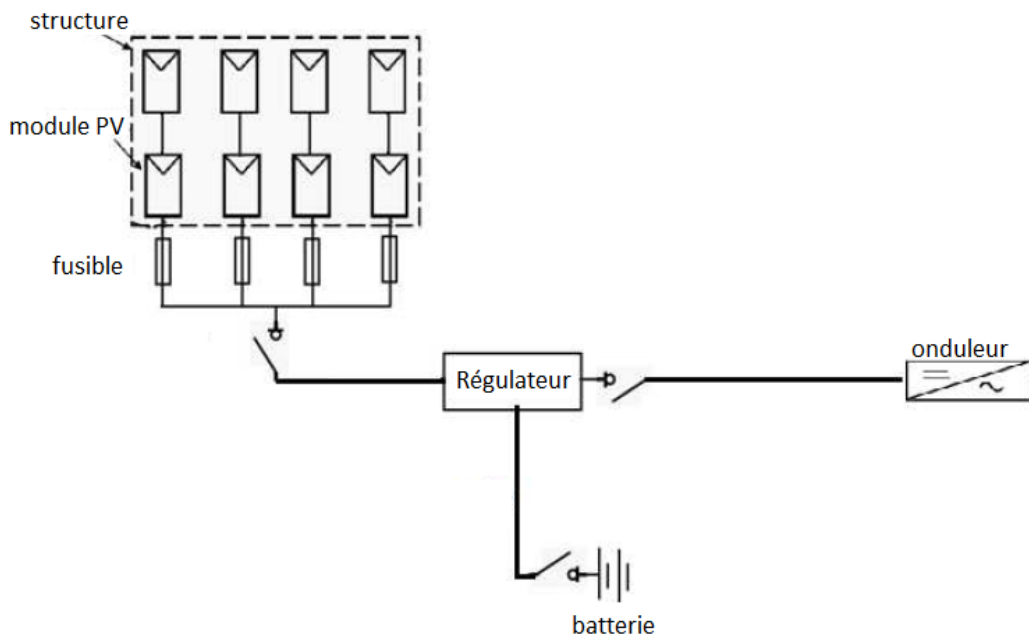 structure
module PV
fusible
Régulateur
onduleur
batterie